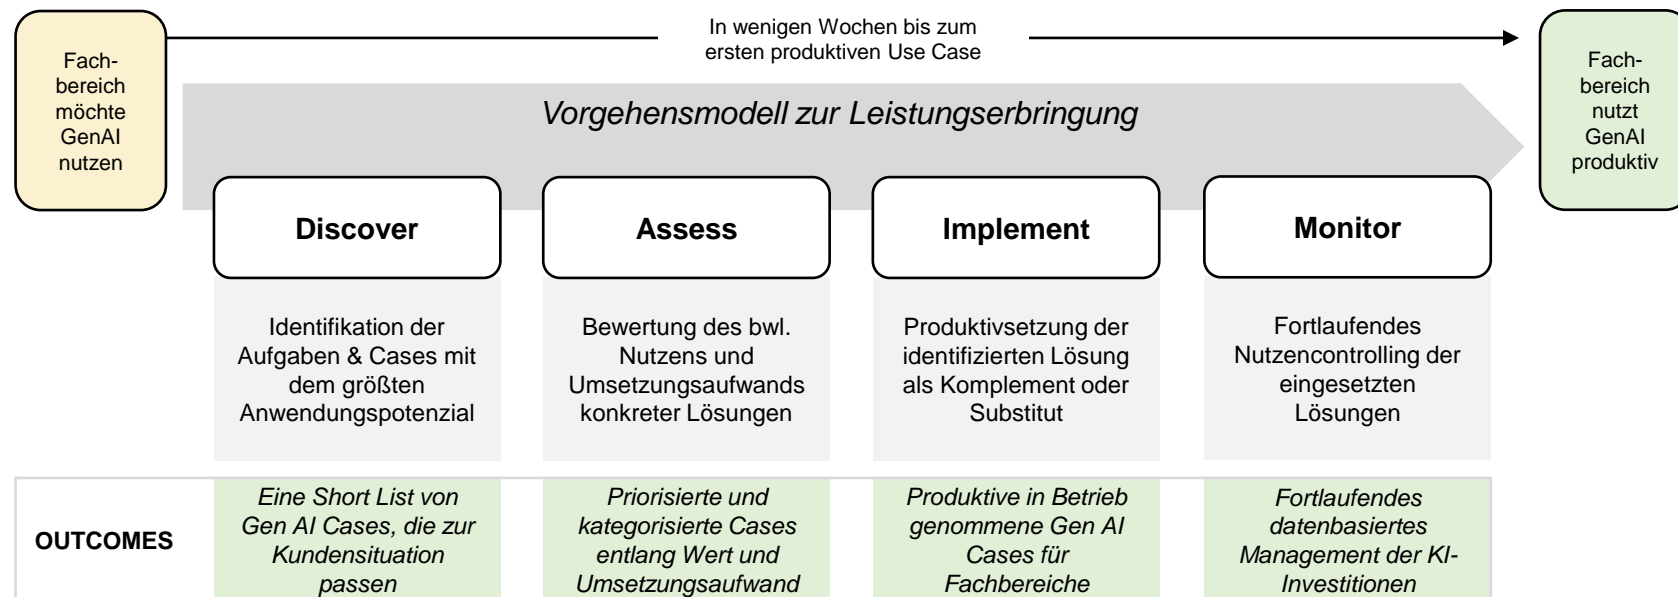 In wenigen Wochen bis zum
ersten produktiven Use Case
Fach-
bereich
möchte
GenAI
nutzen
Fach-
bereich
nutzt
GenAI
produktiv
Vorgehensmodell zur Leistungserbringung
Discover
Assess
Implement
Monitor
Identifikation der
Aufgaben & Cases mit
dem größten
Anwendungspotenzial
Bewertung des bwl.
Nutzens und
Umsetzungsaufwands
konkreter Lösungen
Produktivsetzung der
identifizierten Lösung
als Komplement oder
Substitut
Fortlaufendes
Nutzencontrolling der
eingesetzten
Lösungen
OUTCOMES
Eine Short List von
Gen AI Cases, die zur
Kundensituation
passen
Priorisierte und
kategorisierte Cases
entlang Wert und
Umsetzungsaufwand
Produktive in Betrieb
genommene Gen AI
Cases für
Fachbereiche
Fortlaufendes
datenbasiertes
Management der KI-
Investitionen